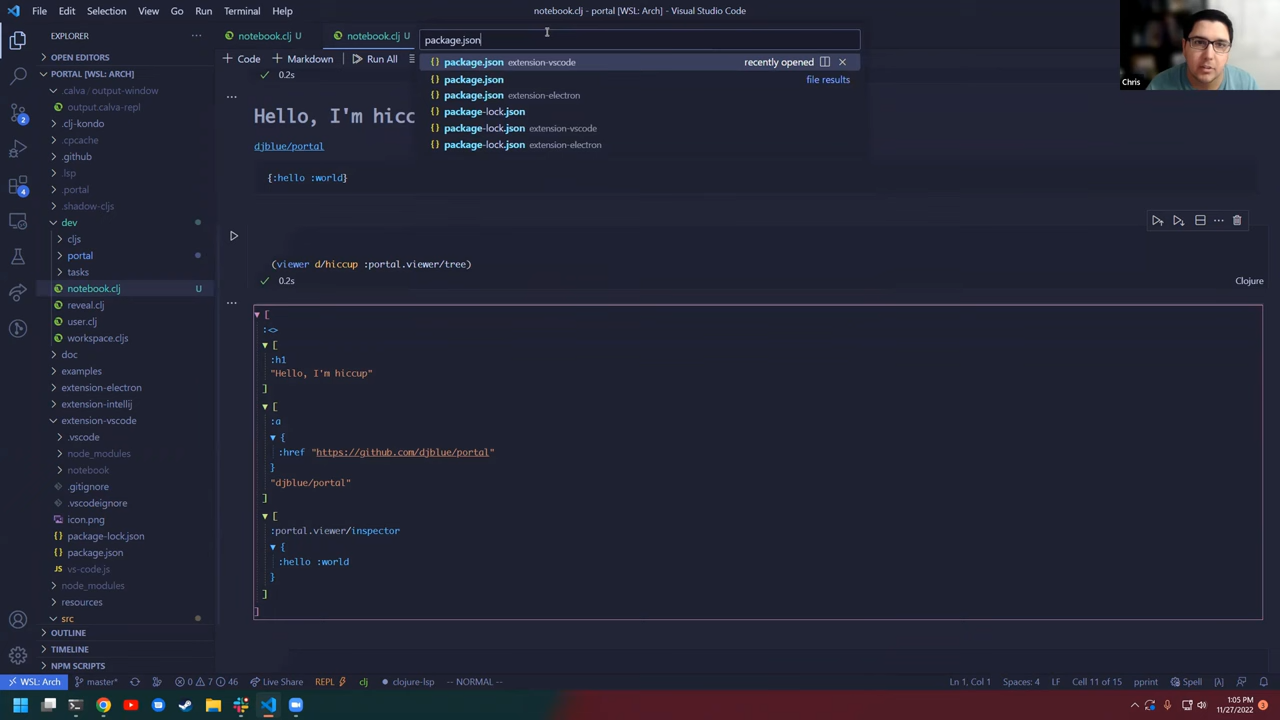 File Edit Selection View Go Run Terminal Help
notebook.clj - portal [WSL: Arch] - Visual Studio Code
EXPLORER
notebook.clj U
notebook.clj U
package.json
+ Code + Markdown Run All
package.json extension-vscode recently opened
package.json file results
package.json extension-electron
package-lock.json
package-lock.json extension-vscode
package-lock.json extension-electron
Chris
OPEN EDITORS
PORTAL [WSL: ARCH]
.calva / output-window
output.calva-repl
.clj-kondo
.cpcache
.github
.lsp
.portal
.shadow-cljs
dev
cljs
portal
tasks
notebook.clj U
reveal.clj
user.clj
workspace.cljs
doc
examples
extension-electron
extension-intellij
extension-vscode
.vscode
node_modules
notebook
.gitignore
.vscodeignore
icon.png
package-lock.json
package.json
vs-code.js
node_modules
resources
src
OUTLINE
TIMELINE
NPM SCRIPTS
2
4
0.2s
Hello, I'm hicc
djblue/portal
{:hello :world}
(viewer d/hiccup :portal.viewer/tree)
0.2s
Clojure
[
:<>
[
:h1
"Hello, I'm hiccup"
]
[
:a
{
:href "https://github.com/djblue/portal"
}
"djblue/portal"
]
[
:portal.viewer/inspector
{
:hello :world
}
]
]
WSL: Arch master* 0 7 46 Live Share REPL clj clojure-lsp -- NORMAL -- Ln 1, Col 1 Spaces: 4 LF Cell 11 of 15 pprint Spell
1:05 PM
11/27/2022
3